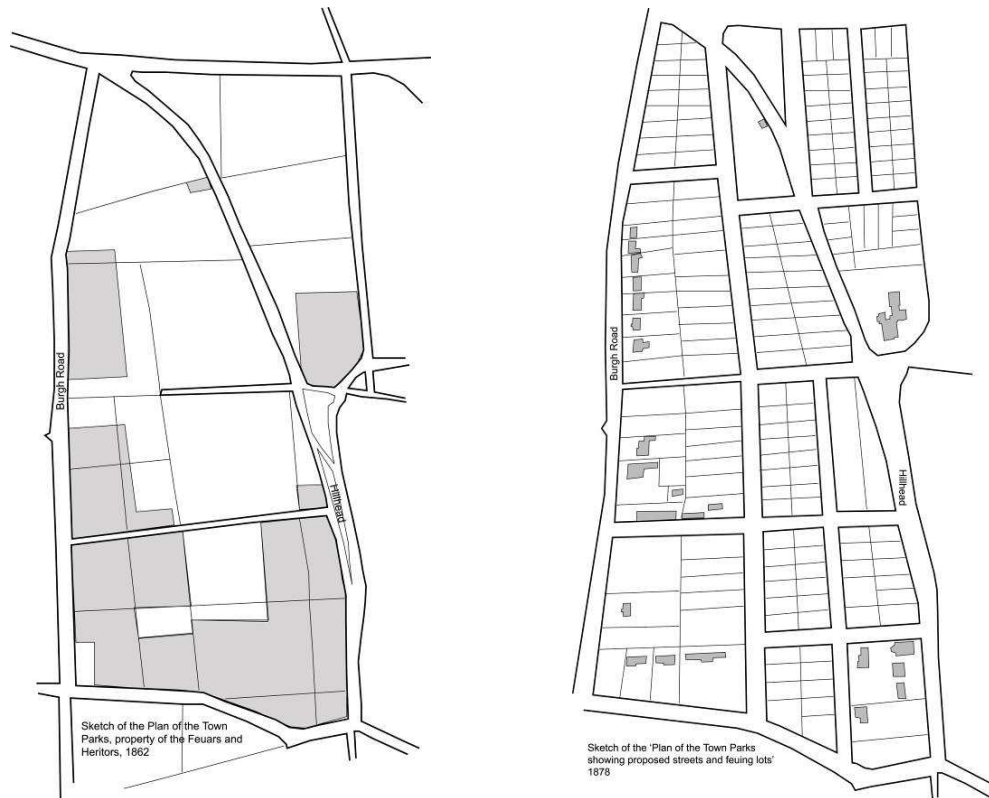 Burgh Road
Hillhead
Sketch of the Plan of the Town
Parks, property of the Feuars and
Heritors, 1862
Burgh Road
Hillhead
Sketch of the 'Plan of the Town Parks
showing proposed streets and feuing lots'
1878